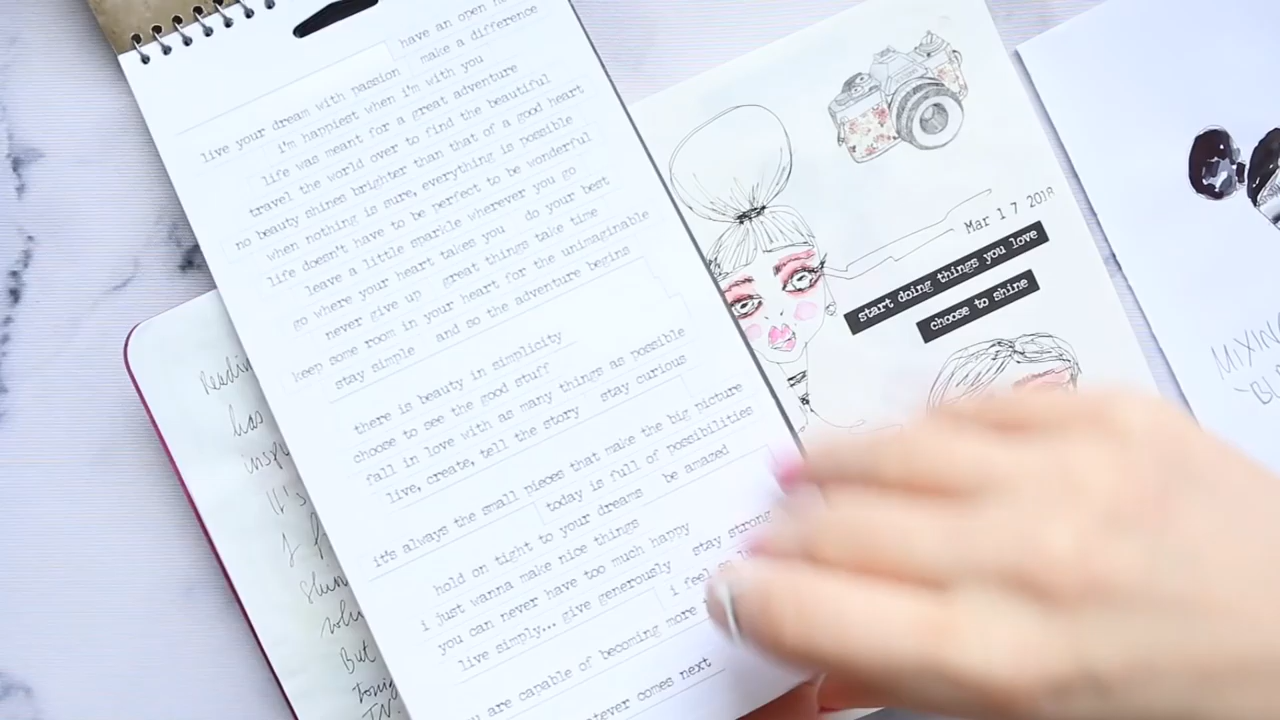 have an open
make a difference
live your dream with passion
i'm happiest when i'm with you
life was meant for a great adventure
travel the world over to find the beautiful
no beauty shines brighter than that of a good heart
when nothing is sure, everything is possible
life doesn't have to be perfect to be wonderful
leave a little sparkle wherever you go
go where your heart takes you do your best
never give up great things take time
keep some room in your heart for the unimaginable
stay simple and so the adventure begins
there is beauty in simplicity
choose to see the good stuff
fall in love with as many things as possible
live, create, tell the story stay curious
it's always the small pieces that make the big picture
today is full of possibilities
hold on tight to your dreams be amazed
i just wanna make nice things
you can never have too much happy stay strong
live simply... give generously i feel
are capable of becoming more
comes next
Mar 17 2018
start doing things you love
choose to shine
has
It's
I
But